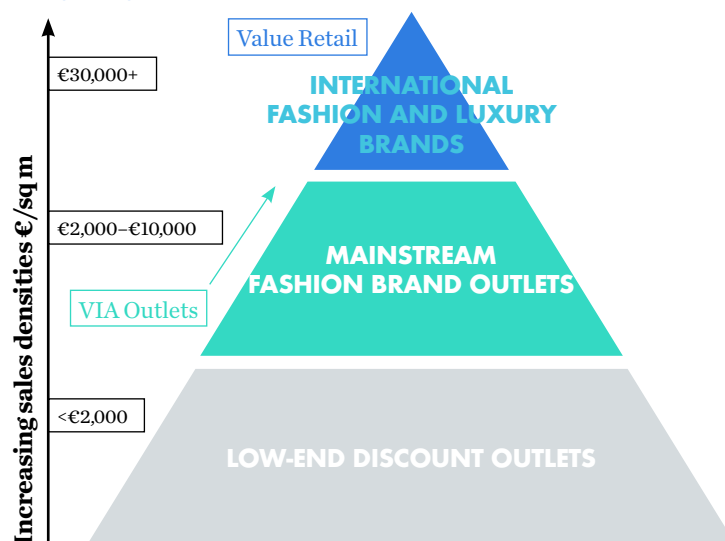 Value Retail
€30,000+
INTERNATIONAL
FASHION AND LUXURY
BRANDS
€2,000–€10,000
MAINSTREAM
FASHION BRAND OUTLETS
VIA Outlets
<€2,000
LOW-END DISCOUNT OUTLETS
Increasing sales densities €/sq m